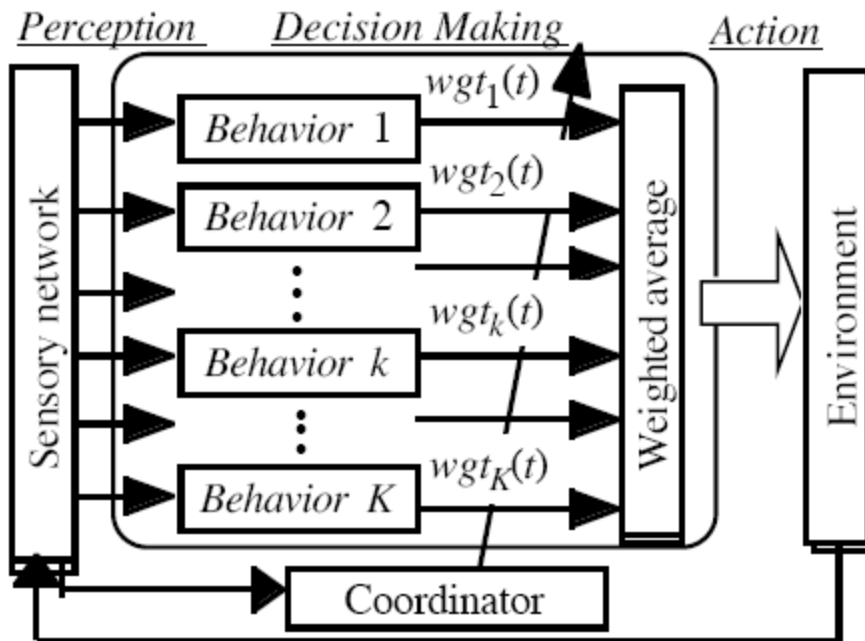 Perception Decision Making Action
Sensory network
Behavior 1
wgt₁(t)
Behavior 2
wgt₂(t)
⋮
Behavior k
wgtₖ(t)
⋮
Behavior K
wgt_K(t)
Weighted average
Environment
Coordinator